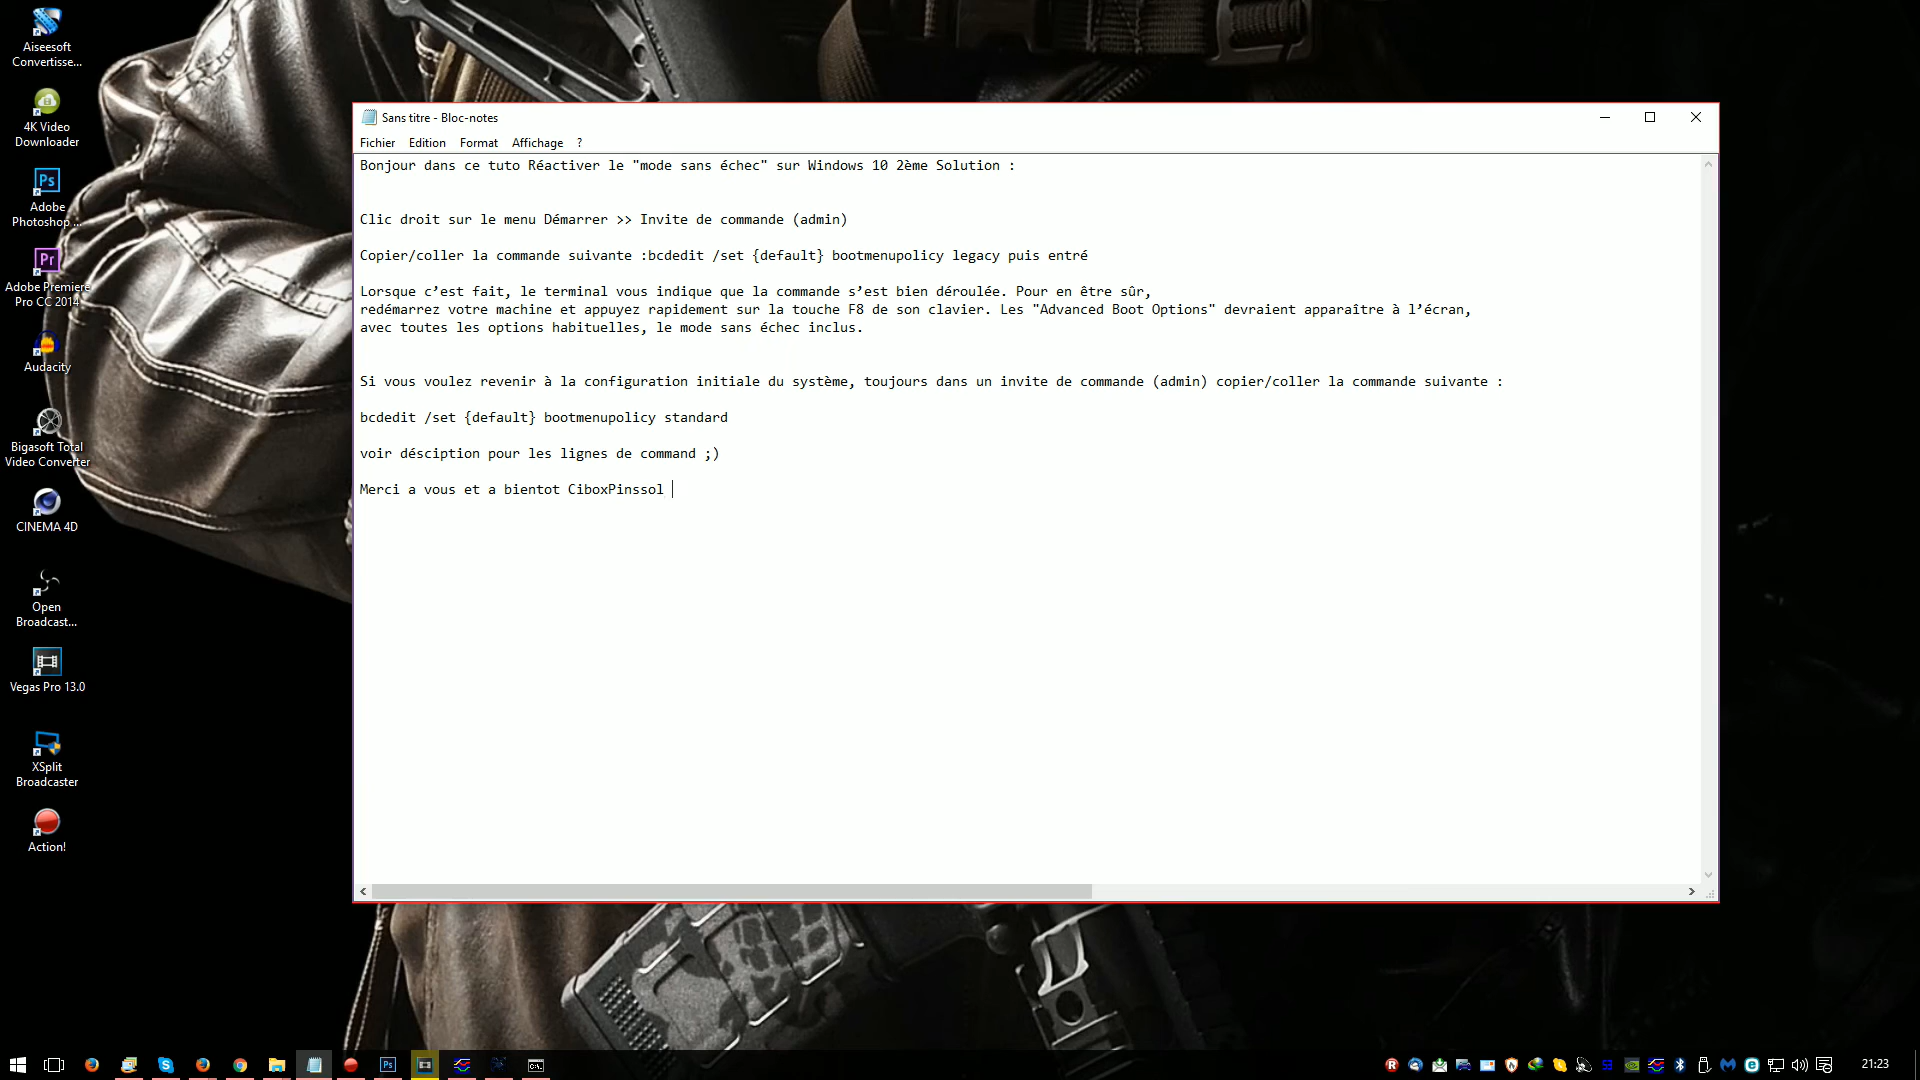 Aiseesoft
Convertisse...
4K Video
Downloader
Adobe
Photoshop ...
Adobe Premiere
Pro CC 2014
Audacity
Bigasoft Total
Video Converter
CINEMA 4D
Open
Broadcast...
Vegas Pro 13.0
XSplit
Broadcaster
Action!
Sans titre - Bloc-notes
Fichier Edition Format Affichage ?
Bonjour dans ce tuto Réactiver le "mode sans échec" sur Windows 10 2ème Solution :
Clic droit sur le menu Démarrer >> Invite de commande (admin)
Copier/coller la commande suivante :bcdedit /set {default} bootmenupolicy legacy puis entré
Lorsque c’est fait, le terminal vous indique que la commande s’est bien déroulée. Pour en être sûr,
redémarrez votre machine et appuyez rapidement sur la touche F8 de son clavier. Les "Advanced Boot Options" devraient apparaître à l’écran,
avec toutes les options habituelles, le mode sans échec inclus.
Si vous voulez revenir à la configuration initiale du système, toujours dans un invite de commande (admin) copier/coller la commande suivante :
bcdedit /set {default} bootmenupolicy standard
voir désciption pour les lignes de command ;)
Merci a vous et a bientot CiboxPinssol
21:23